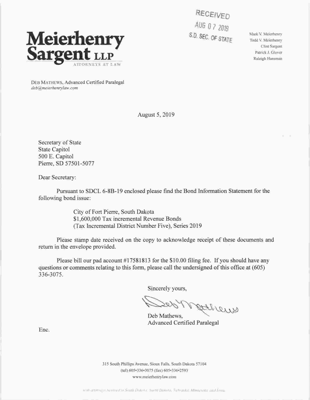 Meierhenry
Sargent LLP
ATTORNEYS AT LAW
RECEIVED
AUG 07 2019
S.D. SEC. OF STATE
Mark V. Meierhenry
Todd V. Meierhenry
Clint Sargent
Patrick J. Glover
Raleigh Hansman
DEB MATHEWS, Advanced Certified Paralegal
deb@meierhenrylaw.com
August 5, 2019
Secretary of State
State Capitol
500 E. Capitol
Pierre, SD 57501-5077
Dear Secretary:
Pursuant to SDCL 6-8B-19 enclosed please find the Bond Information Statement for the
following bond issue:
City of Fort Pierre, South Dakota
$1,600,000 Tax incremental Revenue Bonds
(Tax Incremental District Number Five), Series 2019
Please stamp date received on the copy to acknowledge receipt of these documents and
return in the envelope provided.
Please bill our pad account #17581813 for the $10.00 filing fee. If you should have any
questions or comments relating to this form, please call the undersigned of this office at (605)
336-3075.
Sincerely yours,
Deb Mathews
Deb Mathews,
Advanced Certified Paralegal
Enc.
315 South Phillips Avenue, Sioux Falls, South Dakota 57104
(tel) 605•336•3075 (fax) 605•336•2593
www.meierhenrylaw.com